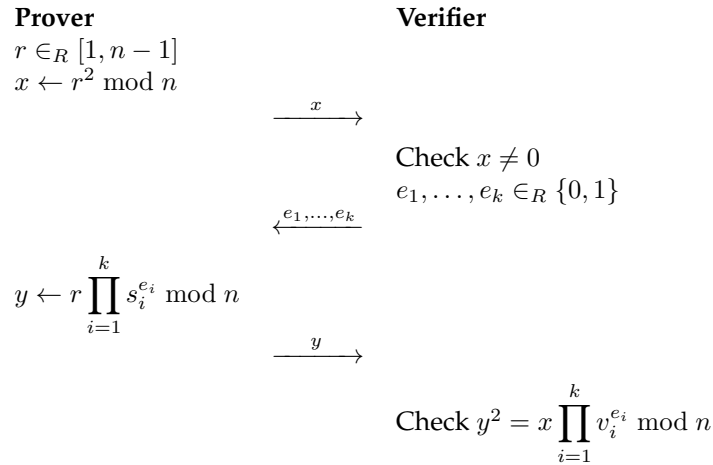 Prover Verifier
r ∈_R [1, n − 1]
x ← r^2 mod n
x
Check x ≠ 0
e_1, . . . , e_k ∈_R {0, 1}
e_1,...,e_k
y ← r ∏_{i=1}^{k} s_i^{e_i} mod n
y
Check y^2 = x ∏_{i=1}^{k} v_i^{e_i} mod n